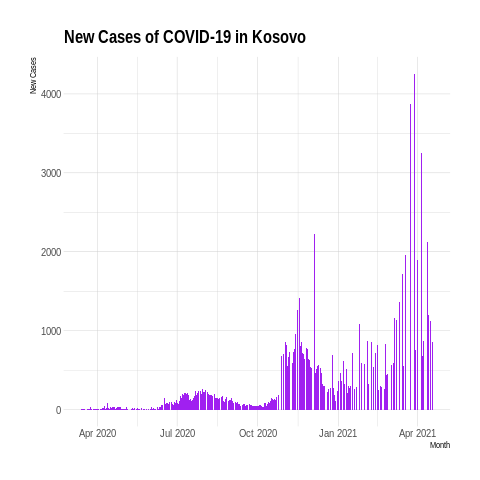 New Cases of COVID-19 in Kosovo
New Cases
4000
3000
2000
1000
0
Apr 2020
Jul 2020
Oct 2020
Jan 2021
Apr 2021
Month